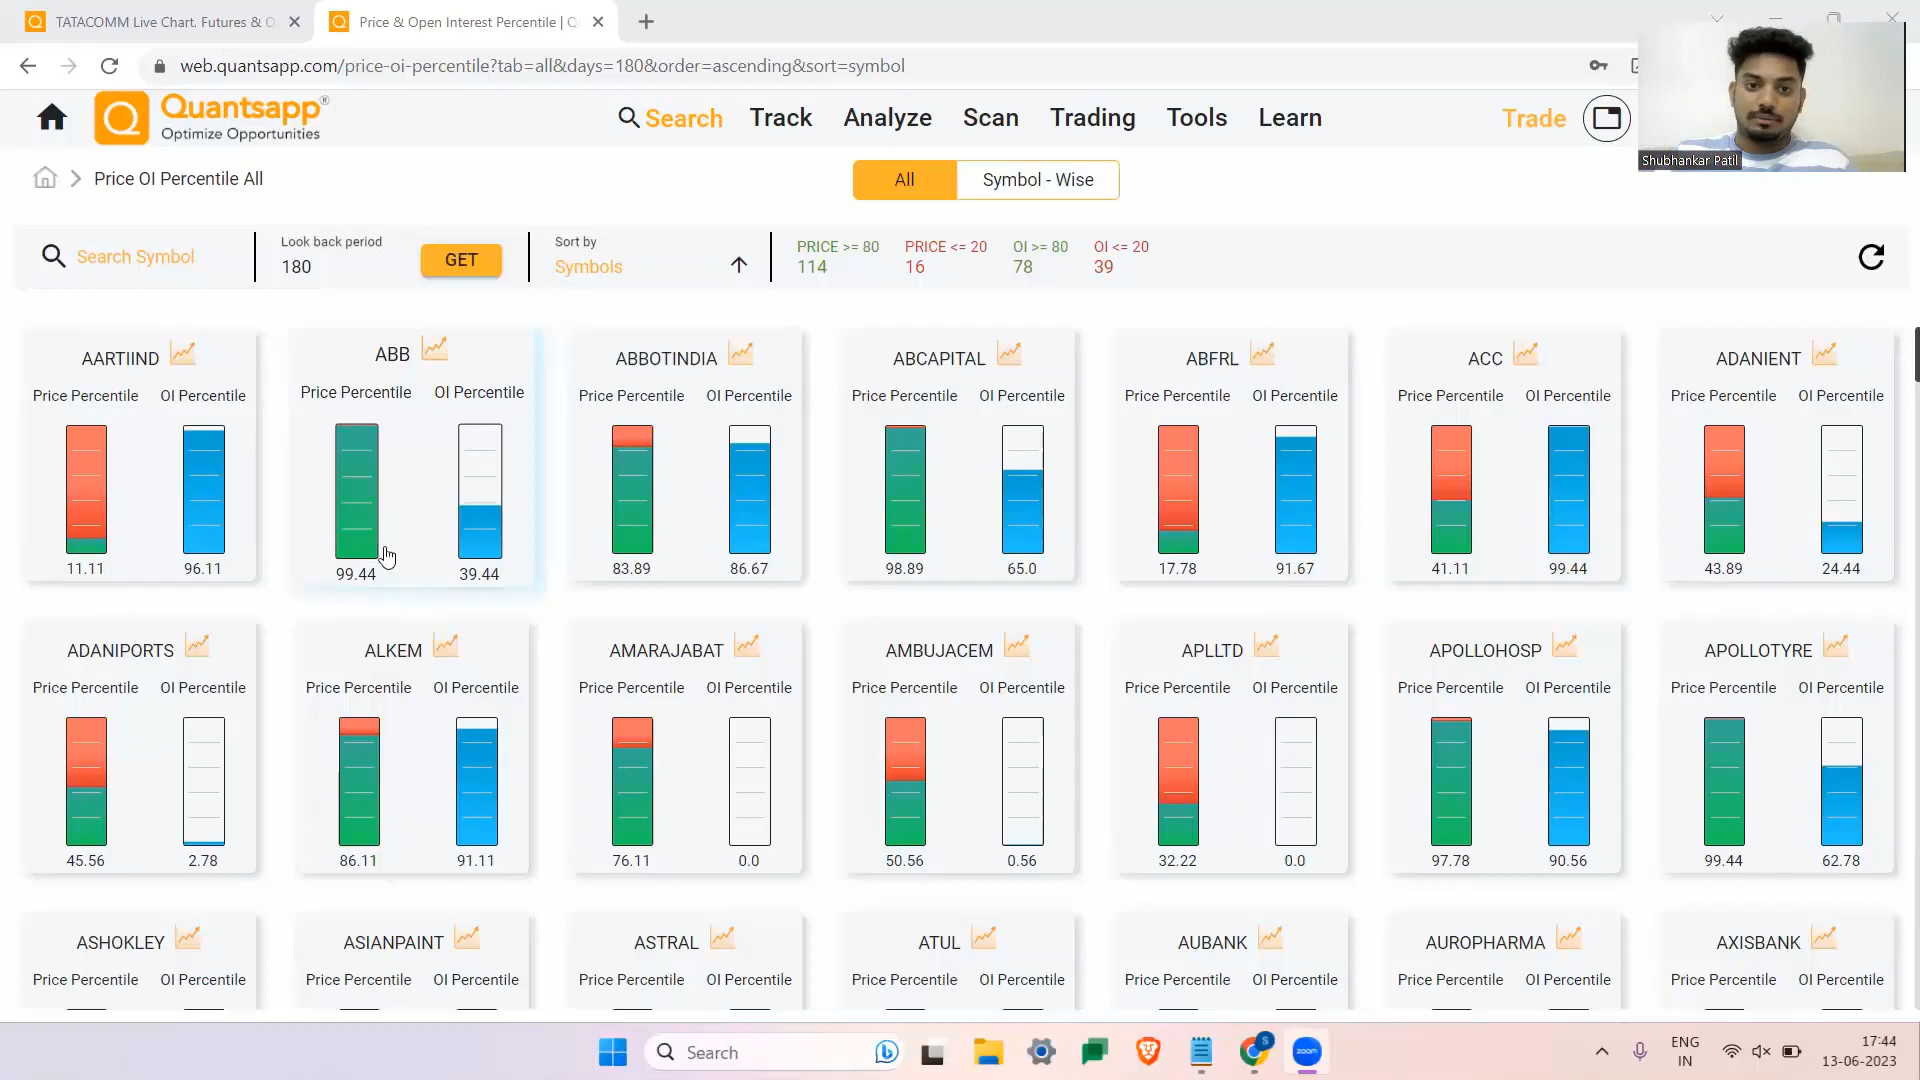 TATACOMM Live Chart. Futures & O
Price & Open Interest Percentile | Q
web.quantsapp.com/price-oi-percentile?tab=all&days=180&order=ascending&sort=symbol
Quantsapp®
Optimize Opportunities
Search Track Analyze Scan Trading Tools Learn Trade
Shubhankar Patil
Price OI Percentile All
All Symbol - Wise
Search Symbol
Look back period
180
GET
Sort by
Symbols
PRICE >= 80 PRICE <= 20 OI >= 80 OI <= 20
114 16 78 39
AARTIIND ABB ABBOTINDIA ABCAPITAL ABFRL ACC ADANIENT
Price Percentile OI Percentile Price Percentile OI Percentile Price Percentile OI Percentile Price Percentile OI Percentile Price Percentile OI Percentile Price Percentile OI Percentile Price Percentile OI Percentile
11.11 96.11 99.44 39.44 83.89 86.67 98.89 65.0 17.78 91.67 41.11 99.44 43.89 24.44
ADANIPORTS ALKEM AMARAJABAT AMBUJACEM APLLTD APOLLOHOSP APOLLOTYRE
Price Percentile OI Percentile Price Percentile OI Percentile Price Percentile OI Percentile Price Percentile OI Percentile Price Percentile OI Percentile Price Percentile OI Percentile Price Percentile OI Percentile
45.56 2.78 86.11 91.11 76.11 0.0 50.56 0.56 32.22 0.0 97.78 90.56 99.44 62.78
ASHOKLEY ASIANPAINT ASTRAL ATUL AUBANK AUROPHARMA AXISBANK
Price Percentile OI Percentile Price Percentile OI Percentile Price Percentile OI Percentile Price Percentile OI Percentile Price Percentile OI Percentile Price Percentile OI Percentile Price Percentile OI Percentile
Search
zoom
S
ENG
IN
17:44
13-06-2023